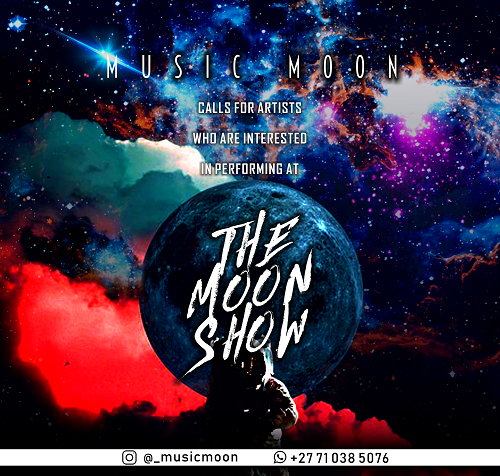 MUSIC MOON
CALLS FOR ARTISTS
WHO ARE INTERESTED
IN PERFORMING AT
THE
MOON
SHOW
@_musicmoon +27 71 038 5076